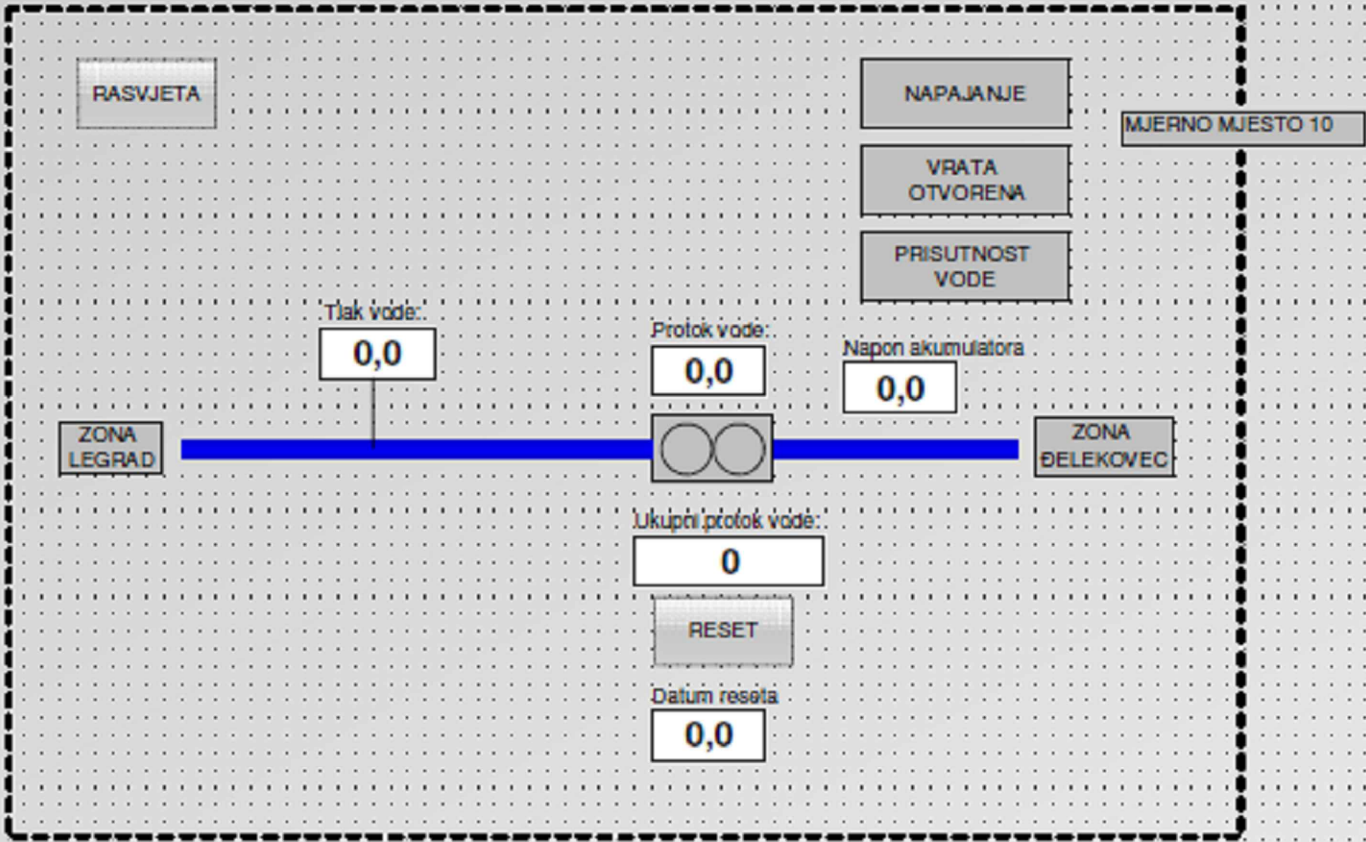 RASVJETA
NAPAJANJE
MJERNO MJESTO 10
VRATA
OTVORENA
PRISUTNOST
VODE
Tlak vode:
0,0
Protok vode:
0,0
Napon akumulatora
0,0
ZONA
LEGRAD
ZONA
ĐELEKOVEC
Ukupni protok vode:
0
RESET
Datum reseta
0,0